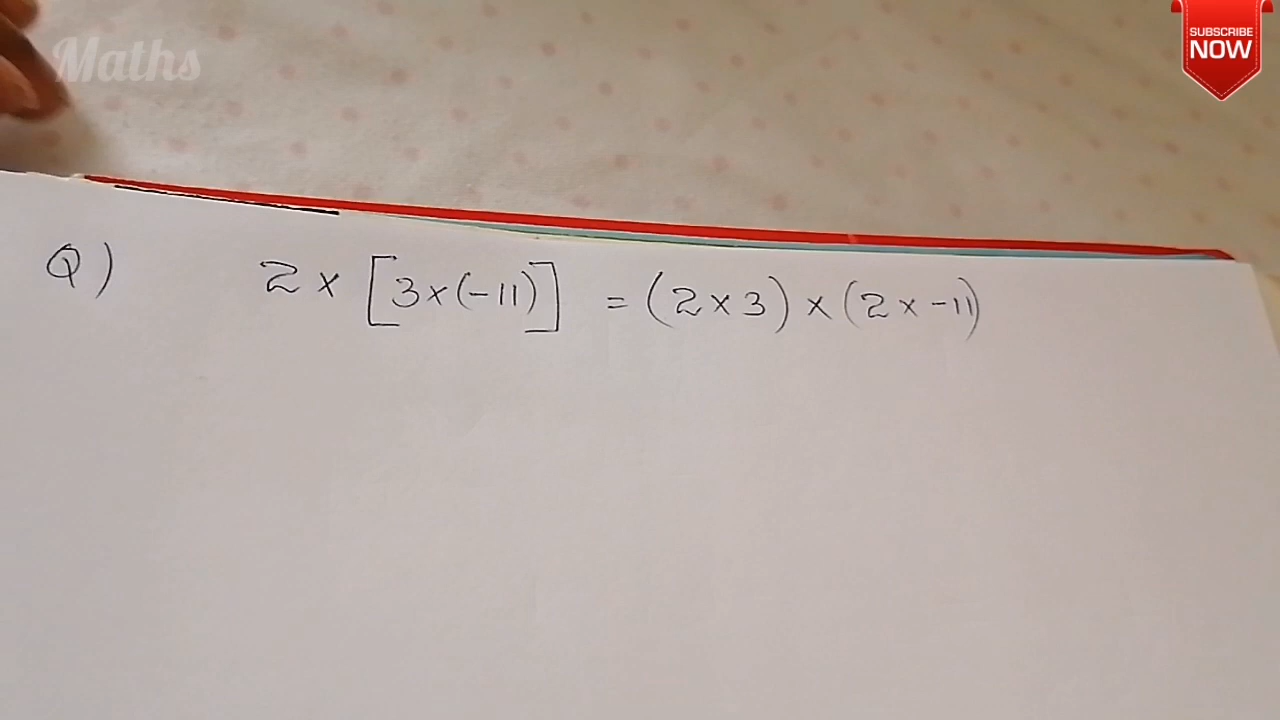 Maths
SUBSCRIBE
NOW
Q) 2 × [3×(-11)] = (2 × 3) × (2 × -11)